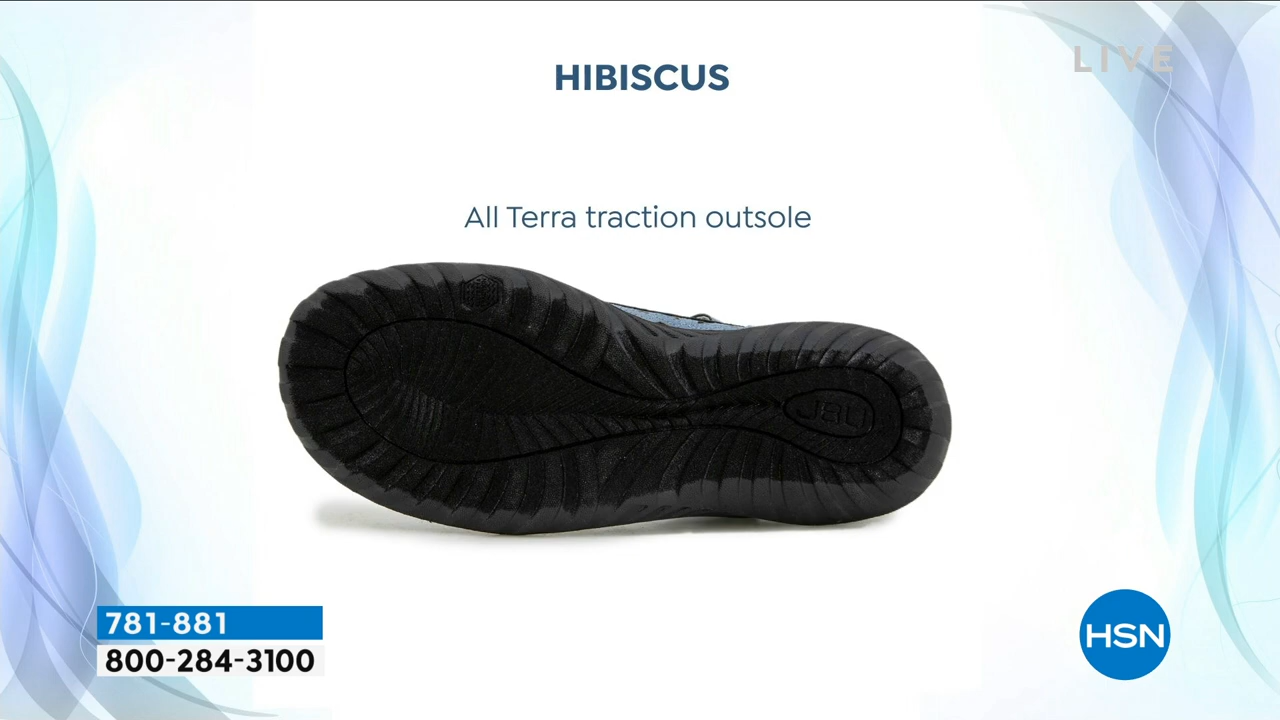 HIBISCUS
LIVE
All Terra traction outsole
JBU
781-881
800-284-3100
HSN